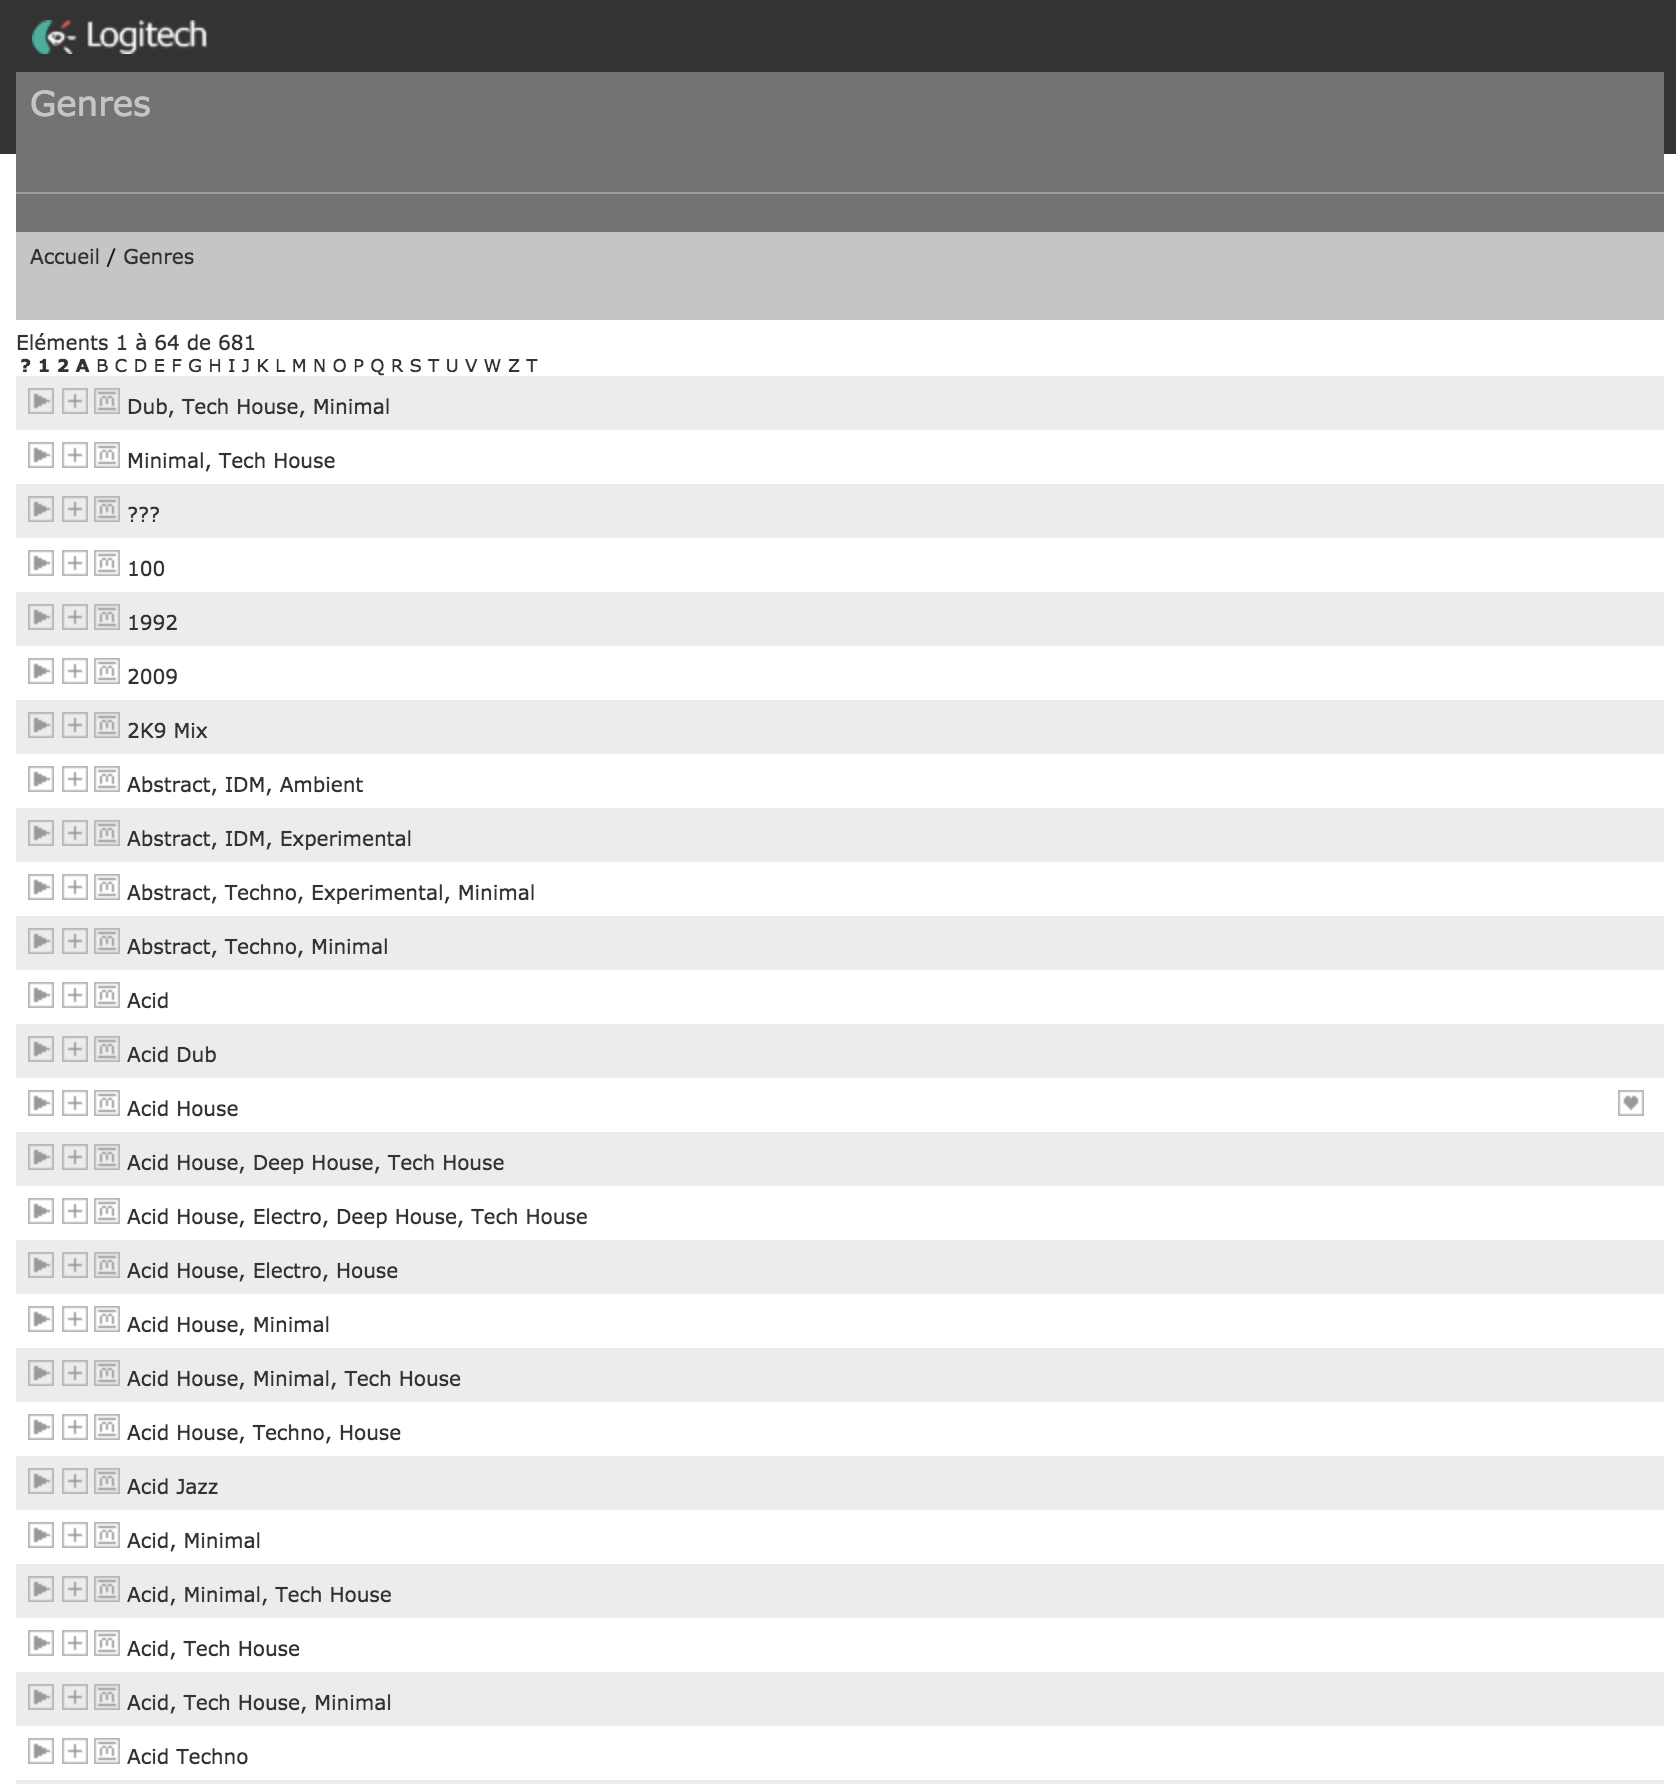 Logitech
Genres
Accueil / Genres
Eléments 1 à 64 de 681
? 1 2 A B C D E F G H I J K L M N O P Q R S T U V W Z T
Dub, Tech House, Minimal
Minimal, Tech House
???
100
1992
2009
2K9 Mix
Abstract, IDM, Ambient
Abstract, IDM, Experimental
Abstract, Techno, Experimental, Minimal
Abstract, Techno, Minimal
Acid
Acid Dub
Acid House
Acid House, Deep House, Tech House
Acid House, Electro, Deep House, Tech House
Acid House, Electro, House
Acid House, Minimal
Acid House, Minimal, Tech House
Acid House, Techno, House
Acid Jazz
Acid, Minimal
Acid, Minimal, Tech House
Acid, Tech House
Acid, Tech House, Minimal
Acid Techno